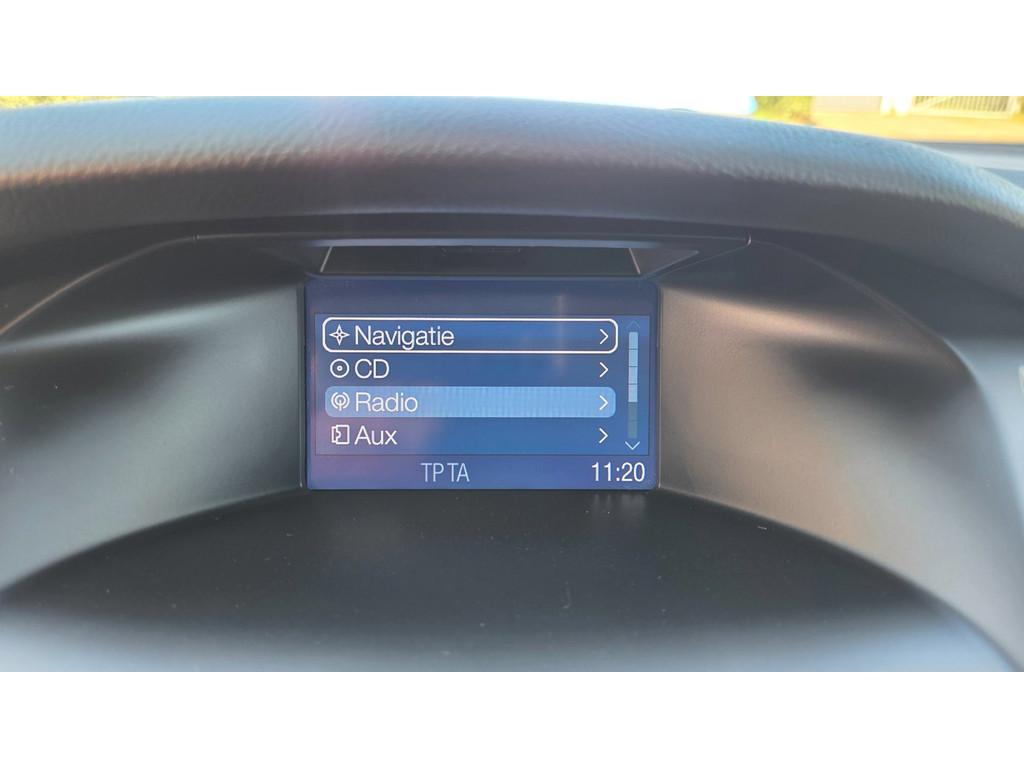 Navigatie
CD
Radio
Aux
TP TA 11:20